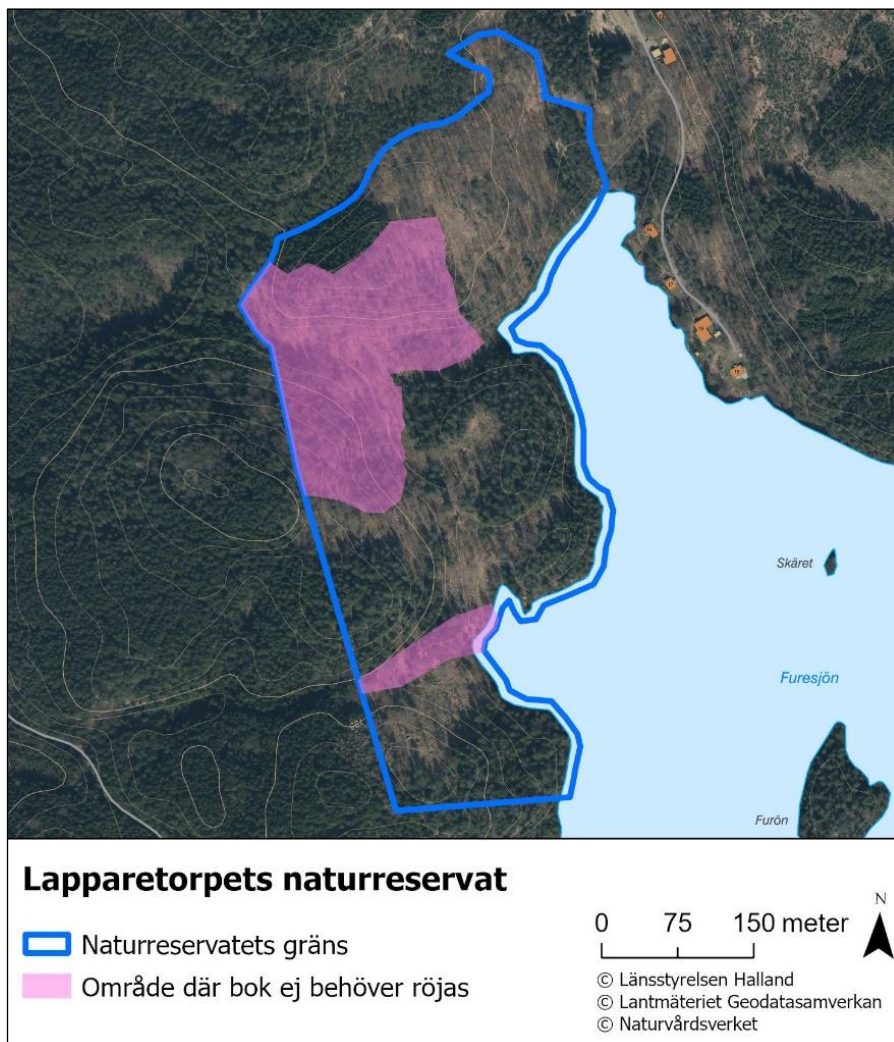 Skäret
Furesjön
Furön
Lapparetorpets naturreservat
Naturreservatets gräns
Område där bok ej behöver röjas
N
0 75 150 meter
© Länsstyrelsen Halland
© Lantmäteriet Geodatasamverkan
© Naturvårdsverket